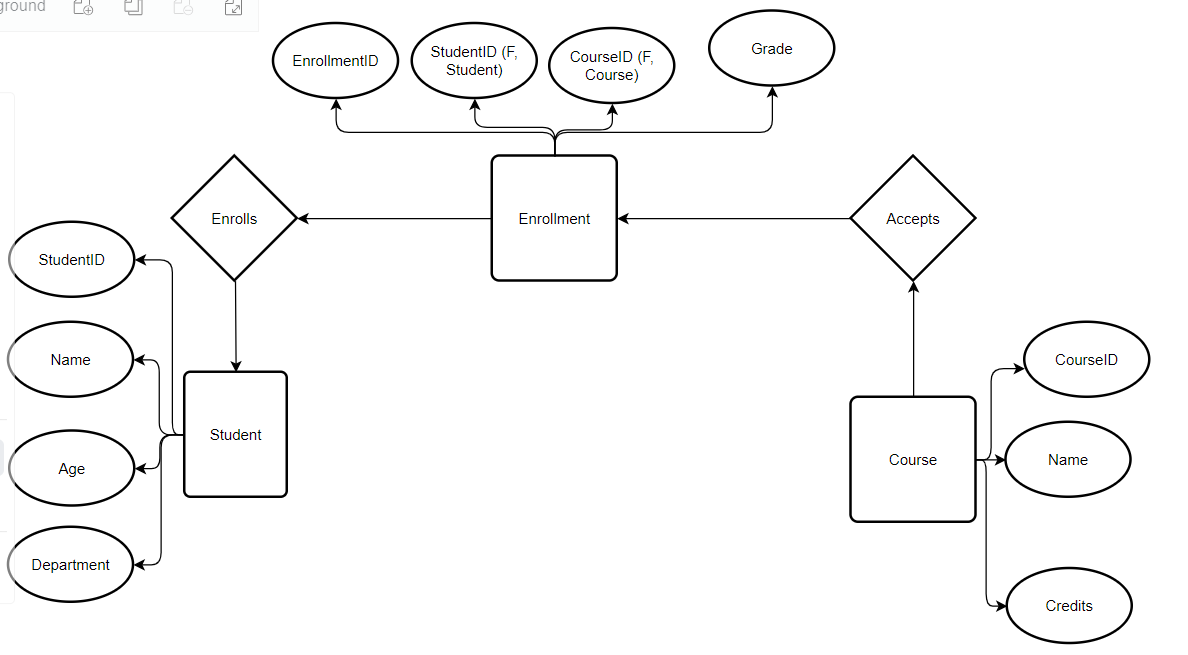 ground
EnrollmentID
StudentID (F,
Student)
CourseID (F,
Course)
Grade
Enrolls
Enrollment
Accepts
StudentID
Name
Age
Department
Student
Course
CourseID
Name
Credits